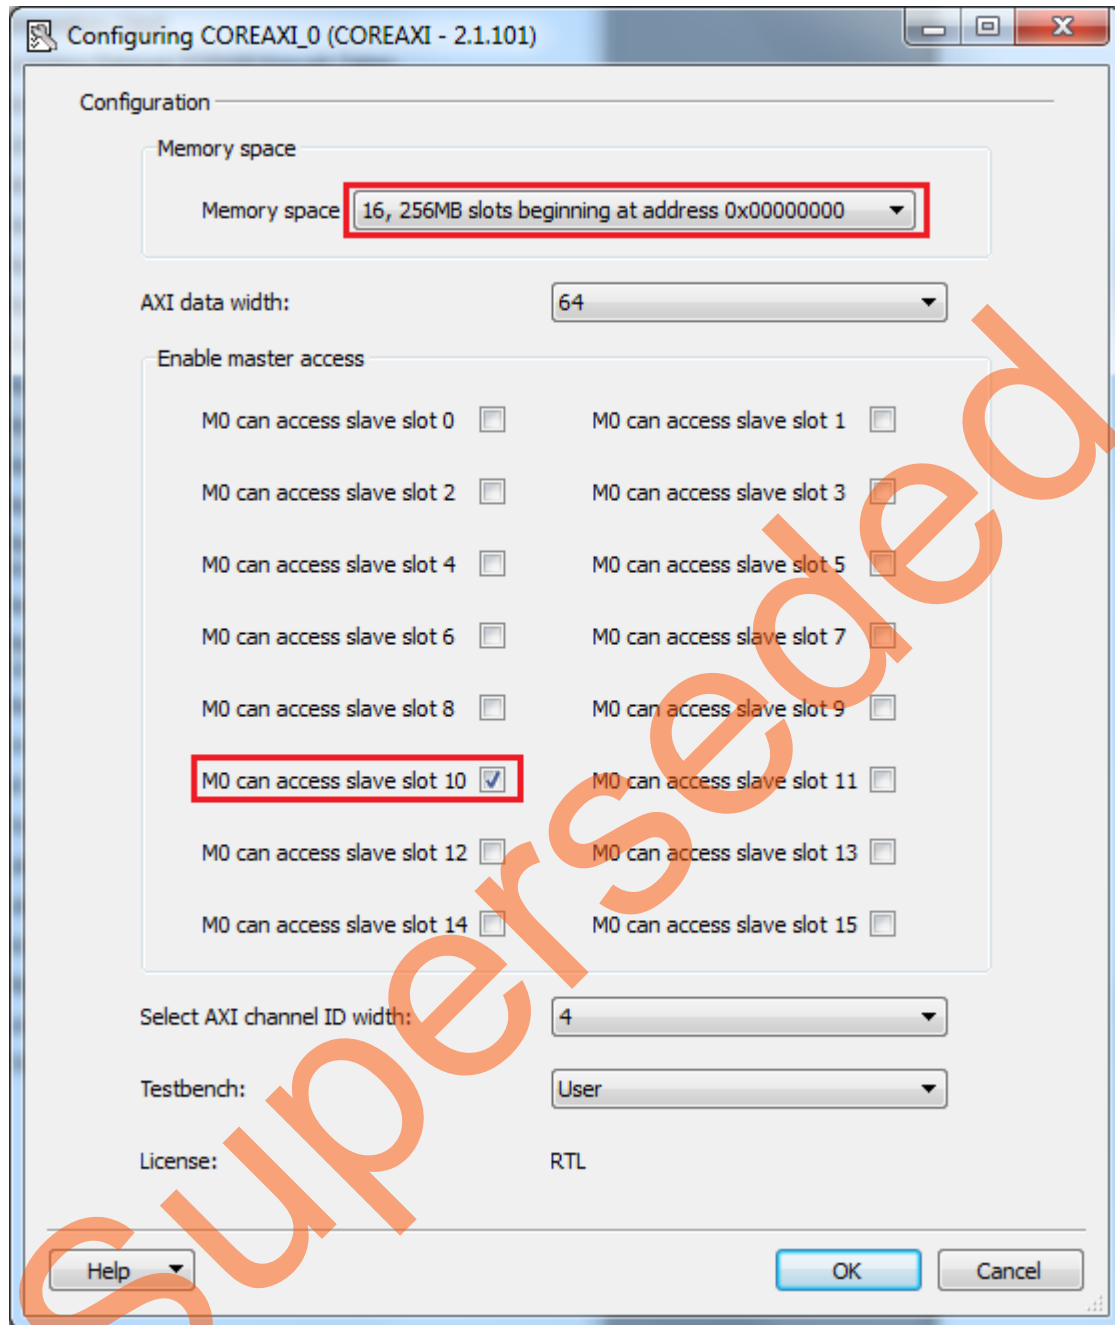 Configuring COREAXI_0 (COREAXI - 2.1.101)
Configuration
Memory space
Memory space 16, 256MB slots beginning at address 0x00000000
AXI data width: 64
Enable master access
M0 can access slave slot 0 M0 can access slave slot 1
M0 can access slave slot 2 M0 can access slave slot 3
M0 can access slave slot 4 M0 can access slave slot 5
M0 can access slave slot 6 M0 can access slave slot 7
M0 can access slave slot 8 M0 can access slave slot 9
M0 can access slave slot 10 M0 can access slave slot 11
M0 can access slave slot 12 M0 can access slave slot 13
M0 can access slave slot 14 M0 can access slave slot 15
Select AXI channel ID width: 4
Testbench: User
License: RTL
Help OK Cancel
Superseded